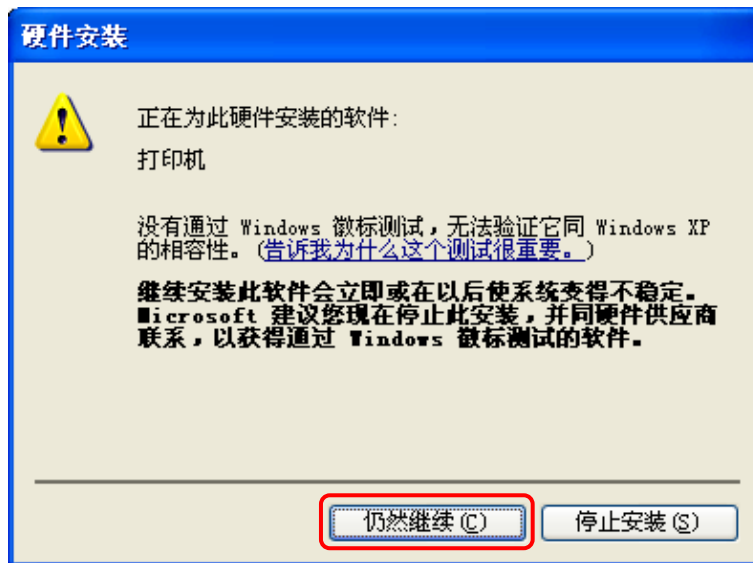 硬件安装
正在为此硬件安装的软件:
打印机
没有通过 Windows 徽标测试，无法验证它同 Windows XP
的相容性。(告诉我为什么这个测试很重要。)
继续安装此软件会立即或在以后使系统变得不稳定。
Microsoft 建议您现在停止此安装，并同硬件供应商
联系，以获得通过 Windows 徽标测试的软件。
仍然继续(C) 停止安装(S)